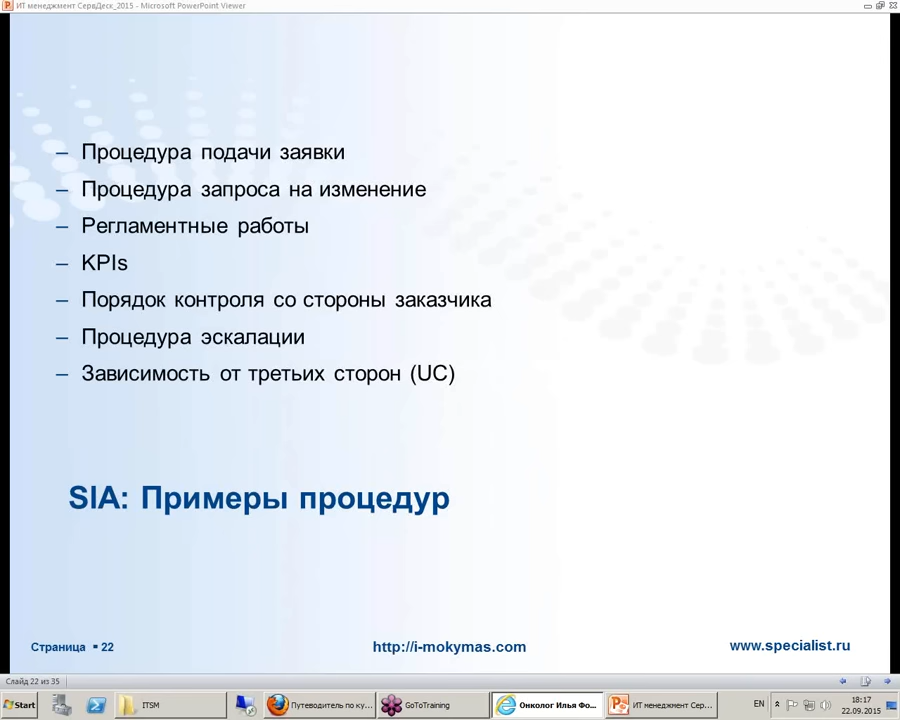 ИТ менеджмент СервДеск_2015 - Microsoft PowerPoint Viewer
– Процедура подачи заявки
– Процедура запроса на изменение
– Регламентные работы
– KPIs
– Порядок контроля со стороны заказчика
– Процедура эскалации
– Зависимость от третьих сторон (UC)
SIA: Примеры процедур
Страница ▪ 22
http://i-mokymas.com
www.specialist.ru
Слайд 22 из 35
Start
ITSM
Путеводитель по ку...
GoToTraining
Онколог Илья Фо...
ИТ менеджмент Сер...
EN
18:17
22.09.2015